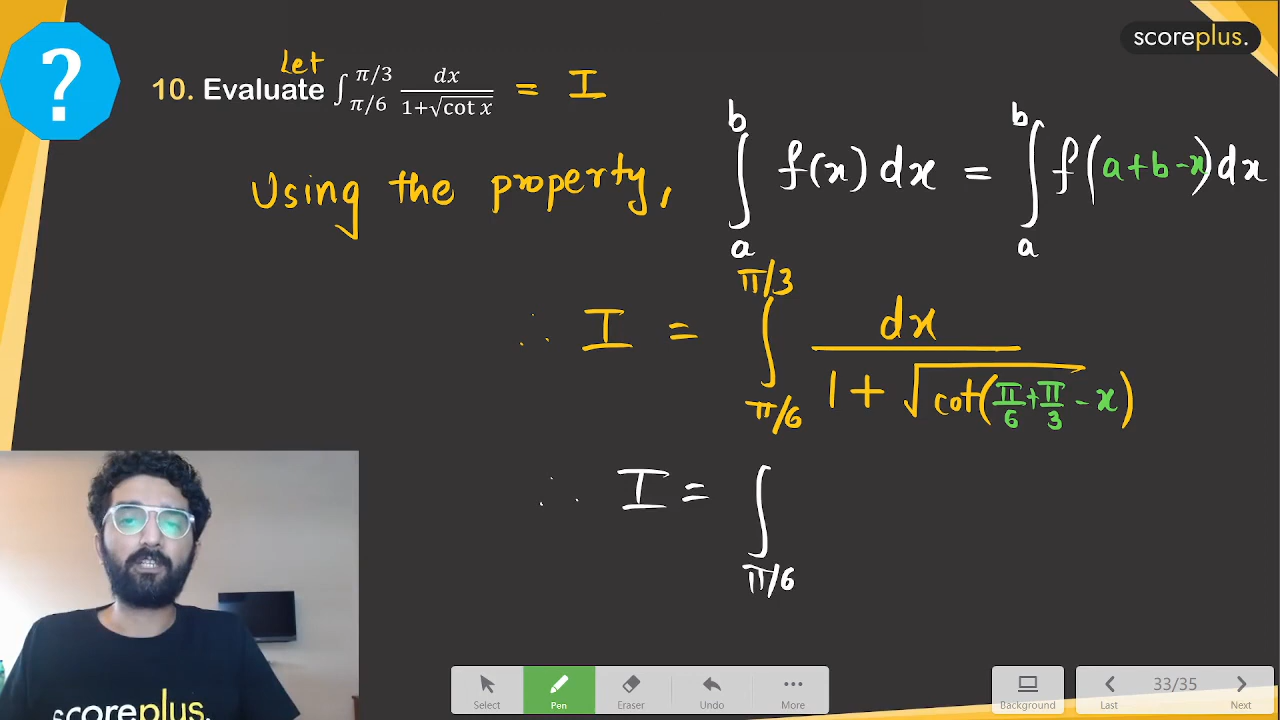 ?
scoreplus.
Let
10. Evaluate ∫_{π/6}^{π/3} dx/(1+√cot x) = I
Using the property, ∫_a^b f(x) dx = ∫_a^b f(a+b-x) dx
∴ I = ∫_{π/6}^{π/3} dx/(1+√cot(π/6+π/3-x))
∴ I = ∫_{π/6}
scoreplus.
Select Pen Eraser Undo More
Background
Last 33/35 Next